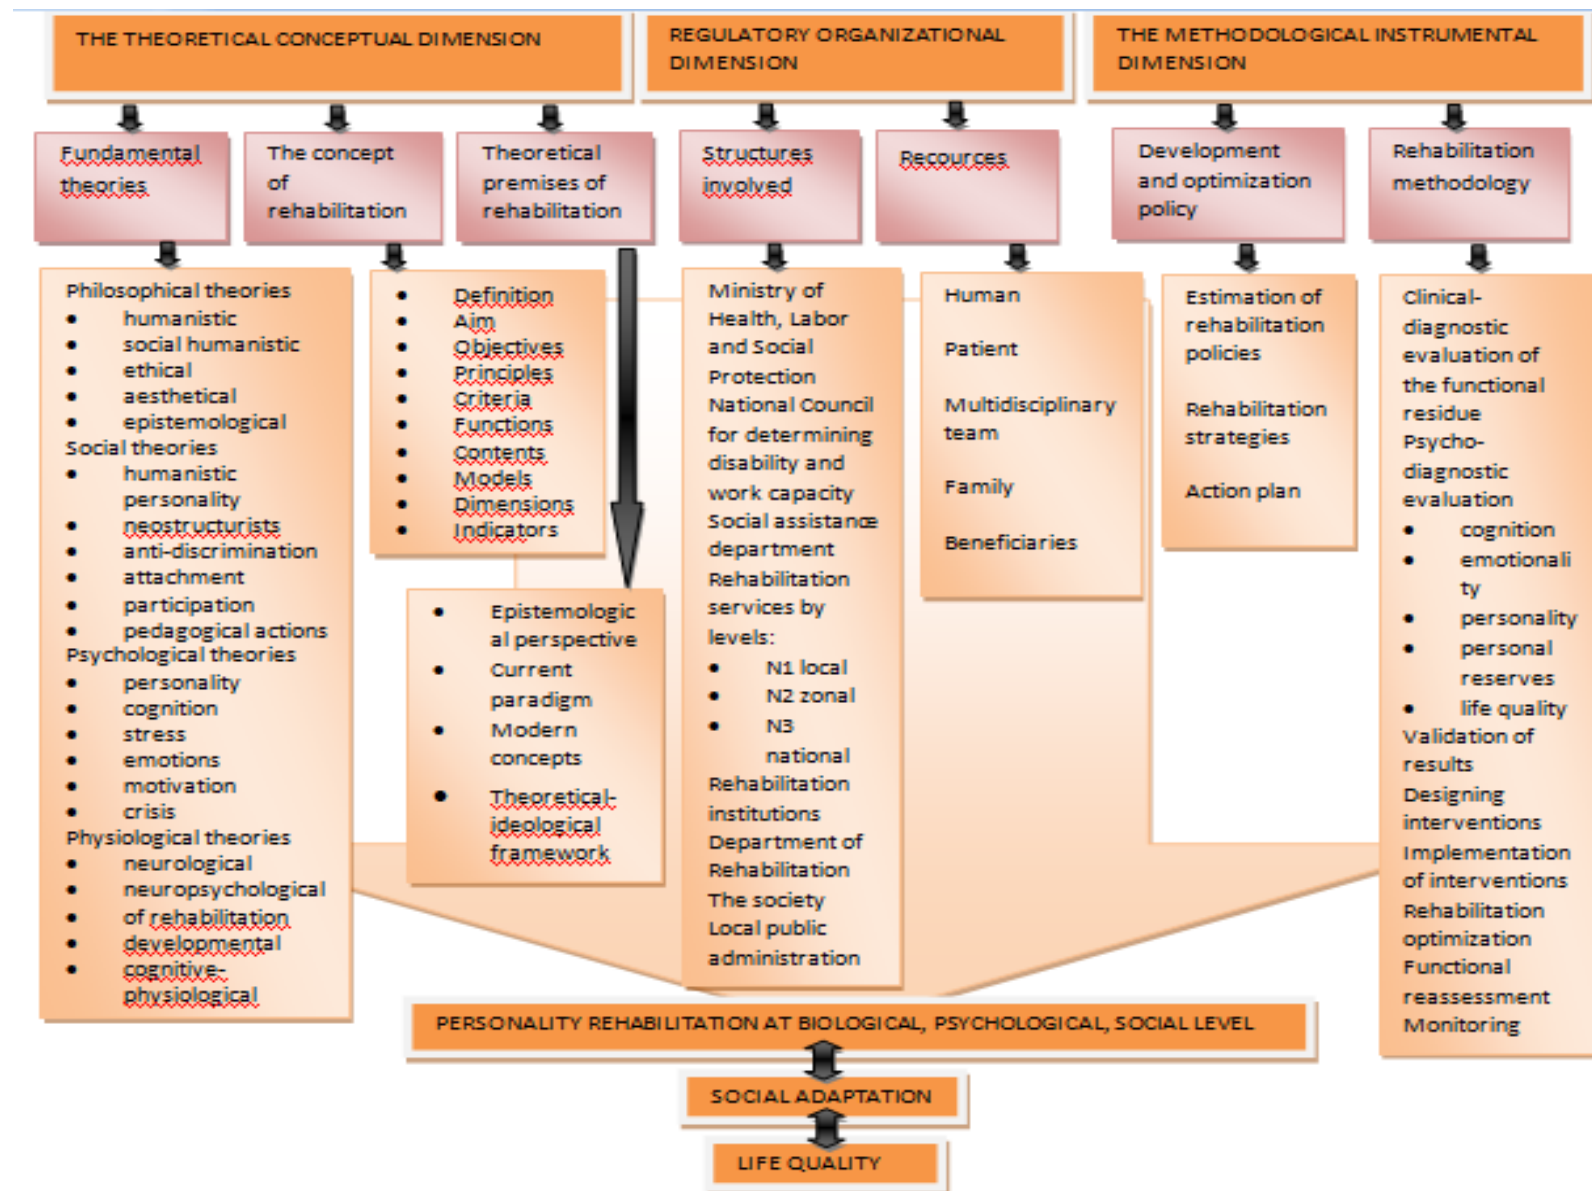 THE THEORETICAL CONCEPTUAL DIMENSION
REGULATORY ORGANIZATIONAL
DIMENSION
THE METHODOLOGICAL INSTRUMENTAL
DIMENSION
Fundamental
theories
The concept
of
rehabilitation
Theoretical
premises of
rehabilitation
Structures
involved
Recources
Development
and optimization
policy
Rehabilitation
methodology
Philosophical theories
• humanistic
• social humanistic
• ethical
• aesthetical
• epistemological
Social theories
• humanistic
personality
• neostructurists
• anti-discrimination
• attachment
• participation
• pedagogical actions
Psychological theories
• personality
• cognition
• stress
• emotions
• motivation
• crisis
Physiological theories
• neurological
• neuropsychological
• of rehabilitation
• developmental
• cognitive-
physiological
• Definition
• Aim
• Objectives
• Principles
• Criteria
• Functions
• Contents
• Models
• Dimensions
• Indicators
• Epistemologic
al perspective
• Current
paradigm
• Modern
concepts
• Theoretical-
ideological
framework
Ministry of
Health, Labor
and Social
Protection
National Council
for determining
disability and
work capacity
Social assistance
department
Rehabilitation
services by
levels:
• N1 local
• N2 zonal
• N3
national
Rehabilitation
institutions
Department of
Rehabilitation
The society
Local public
administration
Human
Patient
Multidisciplinary
team
Family
Beneficiaries
Estimation of
rehabilitation
policies
Rehabilitation
strategies
Action plan
Clinical-
diagnostic
evaluation of
the functional
residue
Psycho-
diagnostic
evaluation
• cognition
• emotionali
ty
• personality
• personal
reserves
• life quality
Validation of
results
Designing
interventions
Implementation
of interventions
Rehabilitation
optimization
Functional
reassessment
Monitoring
PERSONALITY REHABILITATION AT BIOLOGICAL, PSYCHOLOGICAL, SOCIAL LEVEL
SOCIAL ADAPTATION
LIFE QUALITY